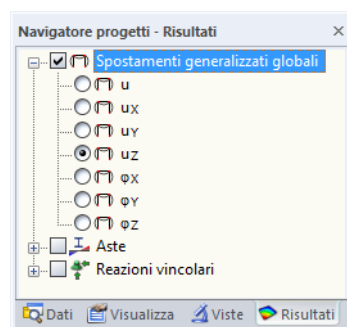 Navigatore progetti - Risultati
Spostamenti generalizzati globali
u
uX
uY
uZ
φX
φY
φZ
Aste
Reazioni vincolari
Dati Visualizza Viste Risultati